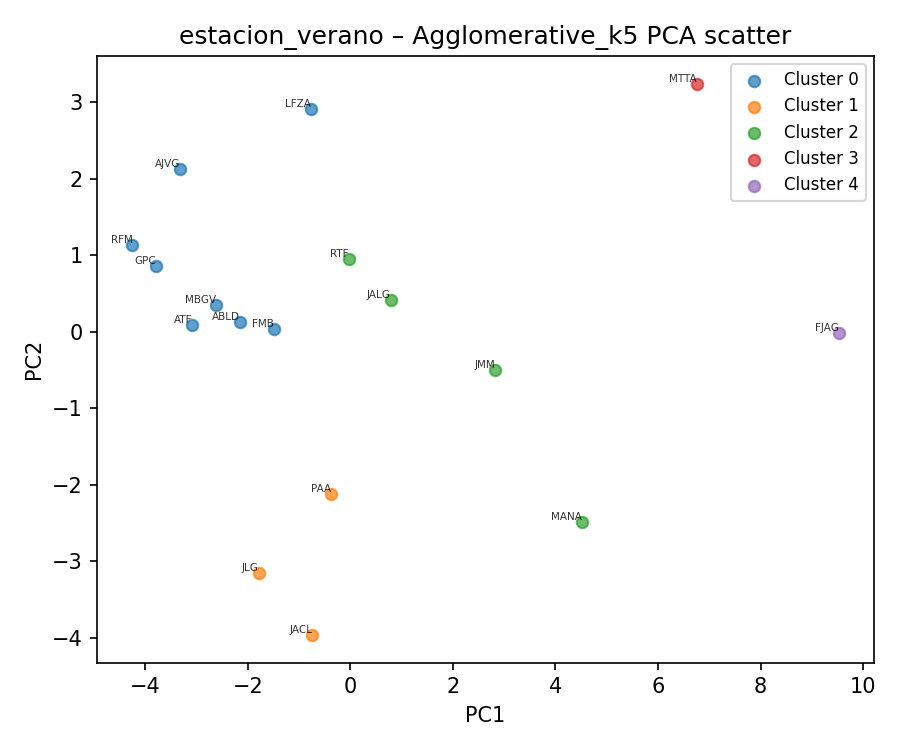 estacion_verano – Agglomerative_k5 PCA scatter
Cluster 0
Cluster 1
Cluster 2
Cluster 3
Cluster 4
MTTA
LFZA
AJVG
RFM
GPC
RTF
JALG
MBGV
ATF
ABLD
FMB
FJAG
JMM
PAA
MANA
JLG
JACL
3
2
1
0
−1
−2
−3
−4
PC2
−4
−2
0
2
4
6
8
10
PC1